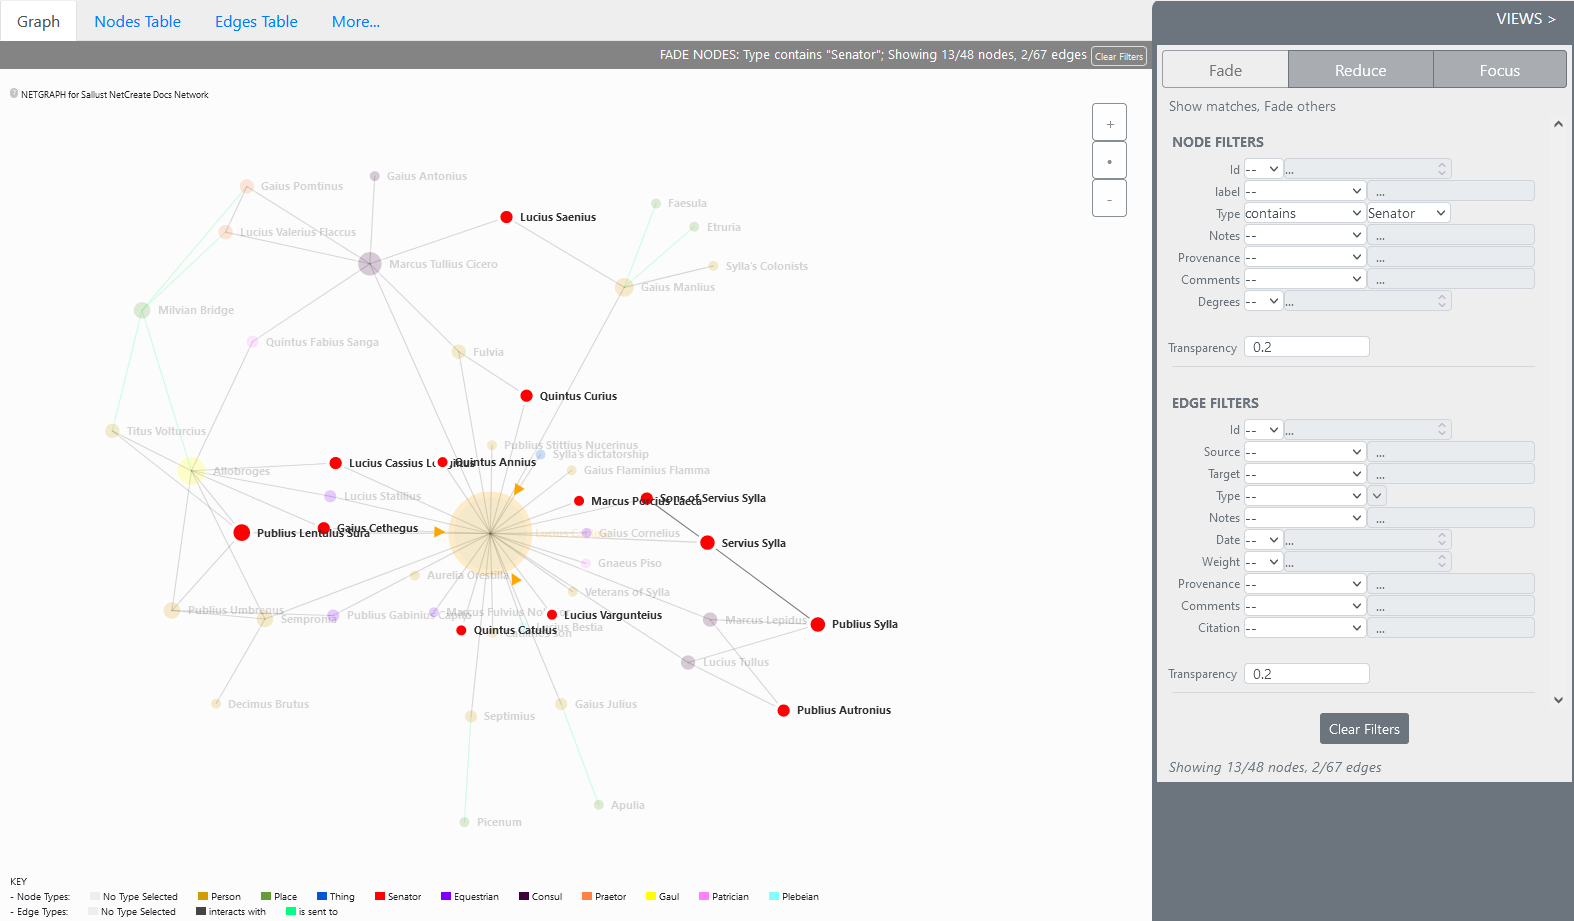 Graph Nodes Table Edges Table More...
VIEWS >
FADE NODES: Type contains "Senator"; Showing 13/48 nodes, 2/67 edges Clear Filters
NETGRAPH for Sallust NetCreate Docs Network
+
•
-
Gaius Pomtinus
Gaius Antonius
Lucius Saenius
Faesula
Lucius Valerius Flaccus
Etruria
Marcus Tullius Cicero
Sylla's Colonists
Gaius Manlius
Milvian Bridge
Quintus Fabius Sanga
Fulvia
Quintus Curius
Titus Volturcius
Publius Stittius Nucerinus
Sylla's dictatorship
Lucius Cassius
Quintus Annius
Allobroges
Gaius Flaminius Flamma
Lucius Statilius
Marcus Porcius Laeca
Sons of Servius Sylla
Gaius Cethegus
Publius Lentulus Sura
Gaius Cornelius
Servius Sylla
Gnaeus Piso
Aurelia Orestilla
Veterans of Sylla
Publius Umbrenus
Sempronia
Publius Gabinius Capito
Marcus Fulvius
Lucius Vargunteius
Marcus Lepidus
Publius Sylla
Quintus Catulus
Bestia
Lucius Tullus
Decimus Brutus
Septimius
Gaius Julius
Publius Autronius
Apulia
Picenum
KEY
- Node Types: No Type Selected Person Place Thing Senator Equestrian Consul Praetor Gaul Patrician Plebeian
- Edge Types: No Type Selected interacts with is sent to
Fade Reduce Focus
Show matches, Fade others
NODE FILTERS
Id -- ...
label -- ...
Type contains Senator
Notes -- ...
Provenance -- ...
Comments -- ...
Degrees -- ...
Transparency 0.2
EDGE FILTERS
Id -- ...
Source -- ...
Target -- ...
Type --
Notes -- ...
Date -- ...
Weight -- ...
Provenance -- ...
Comments -- ...
Citation -- ...
Transparency 0.2
Clear Filters
Showing 13/48 nodes, 2/67 edges